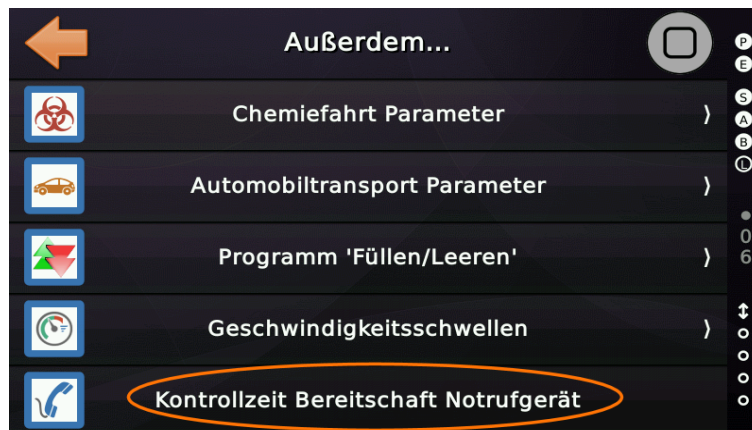 Außerdem...
Chemiefahrt Parameter
Automobiltransport Parameter
Programm 'Füllen/Leeren'
Geschwindigkeitsschwellen
Kontrollzeit Bereitschaft Notrufgerät
P
E
S
A
B
L
0
6